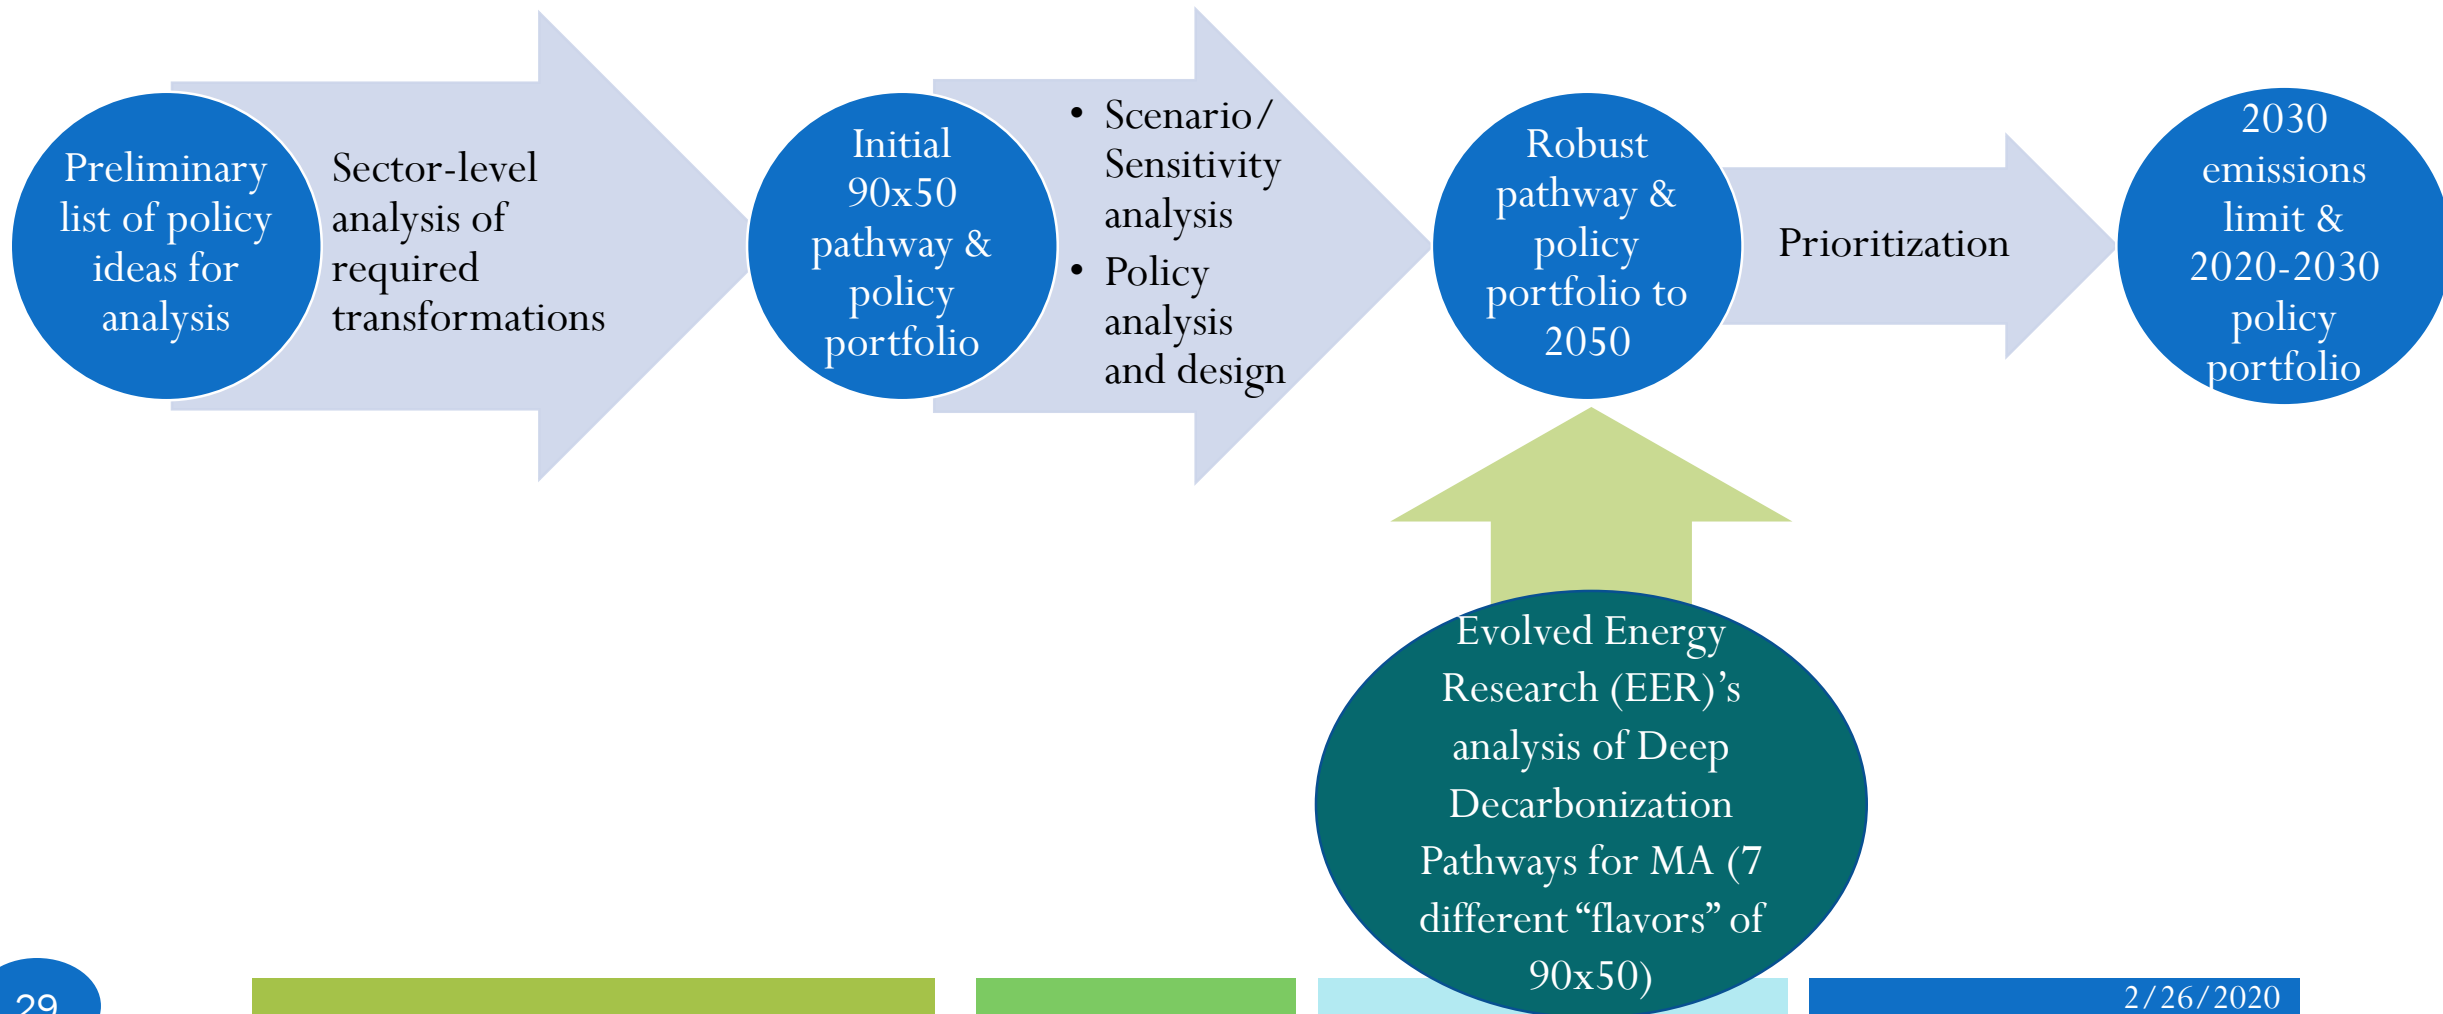 Preliminary
list of policy
ideas for
analysis
Sector-level
analysis of
required
transformations
Initial
90x50
pathway &
policy
portfolio
• Scenario/
Sensitivity
analysis
• Policy
analysis
and design
Robust
pathway &
policy
portfolio to
2050
Prioritization
2030
emissions
limit &
2020-2030
policy
portfolio
Evolved Energy
Research (EER)’s
analysis of Deep
Decarbonization
Pathways for MA (7
different “flavors” of
90x50)
29
2/26/2020